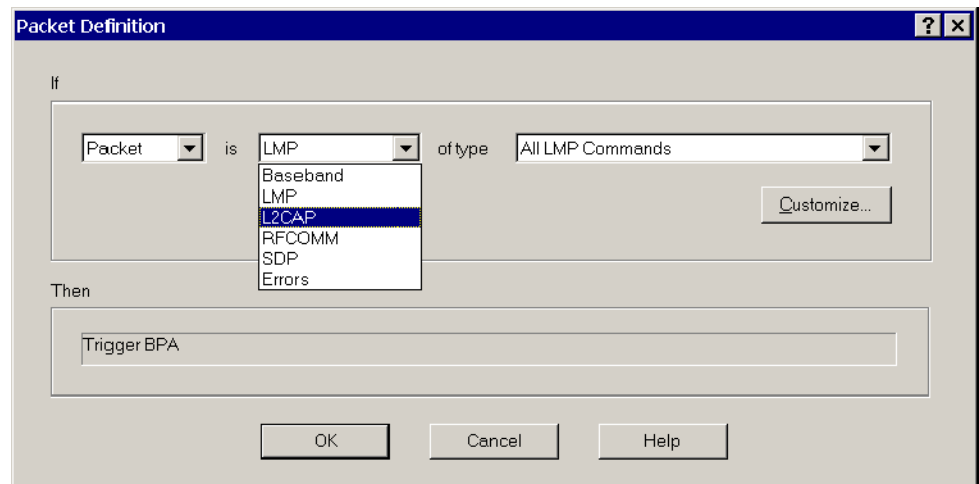 Packet Definition
If
Packet is LMP of type All LMP Commands
Baseband
LMP
L2CAP
RFCOMM
SDP
Errors
Customize...
Then
Trigger BPA
OK Cancel Help